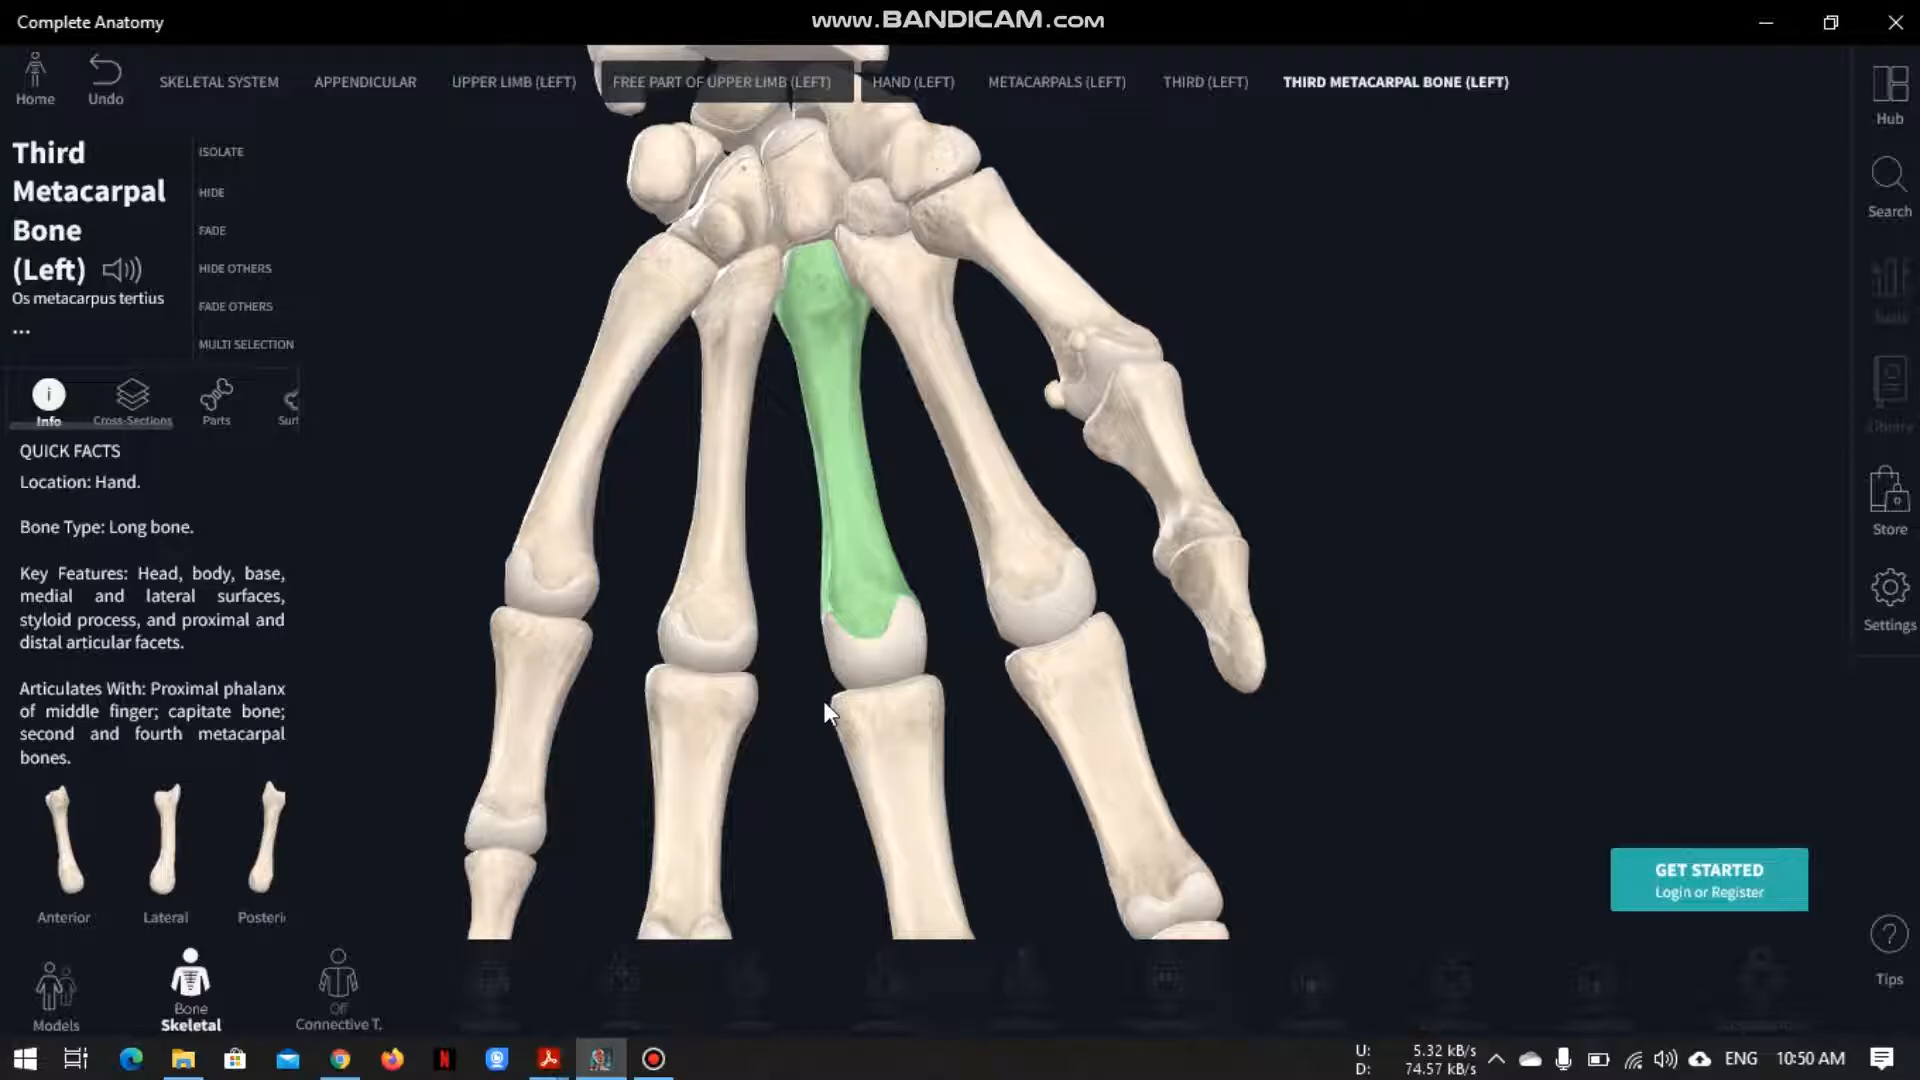 Complete Anatomy
www.BANDICAM.com
Home
Undo
SKELETAL SYSTEM
APPENDICULAR
UPPER LIMB (LEFT)
FREE PART OF UPPER LIMB (LEFT)
HAND (LEFT)
METACARPALS (LEFT)
THIRD (LEFT)
THIRD METACARPAL BONE (LEFT)
Hub
Search
Library
Store
Settings
Third
Metacarpal
Bone
(Left)
Os metacarpus tertius
...
ISOLATE
HIDE
FADE
HIDE OTHERS
FADE OTHERS
MULTI SELECTION
Info
Cross-Sections
Parts
Surf
QUICK FACTS
Location: Hand.
Bone Type: Long bone.
Key Features: Head, body, base,
medial and lateral surfaces,
styloid process, and proximal and
distal articular facets.
Articulates With: Proximal phalanx
of middle finger; capitate bone;
second and fourth metacarpal
bones.
Anterior
Lateral
Posteri
GET STARTED
Login or Register
Tips
Models
Bone
Skeletal
Off
Connective T.
U: 5.32 kB/s
D: 74.57 kB/s
ENG
10:50 AM